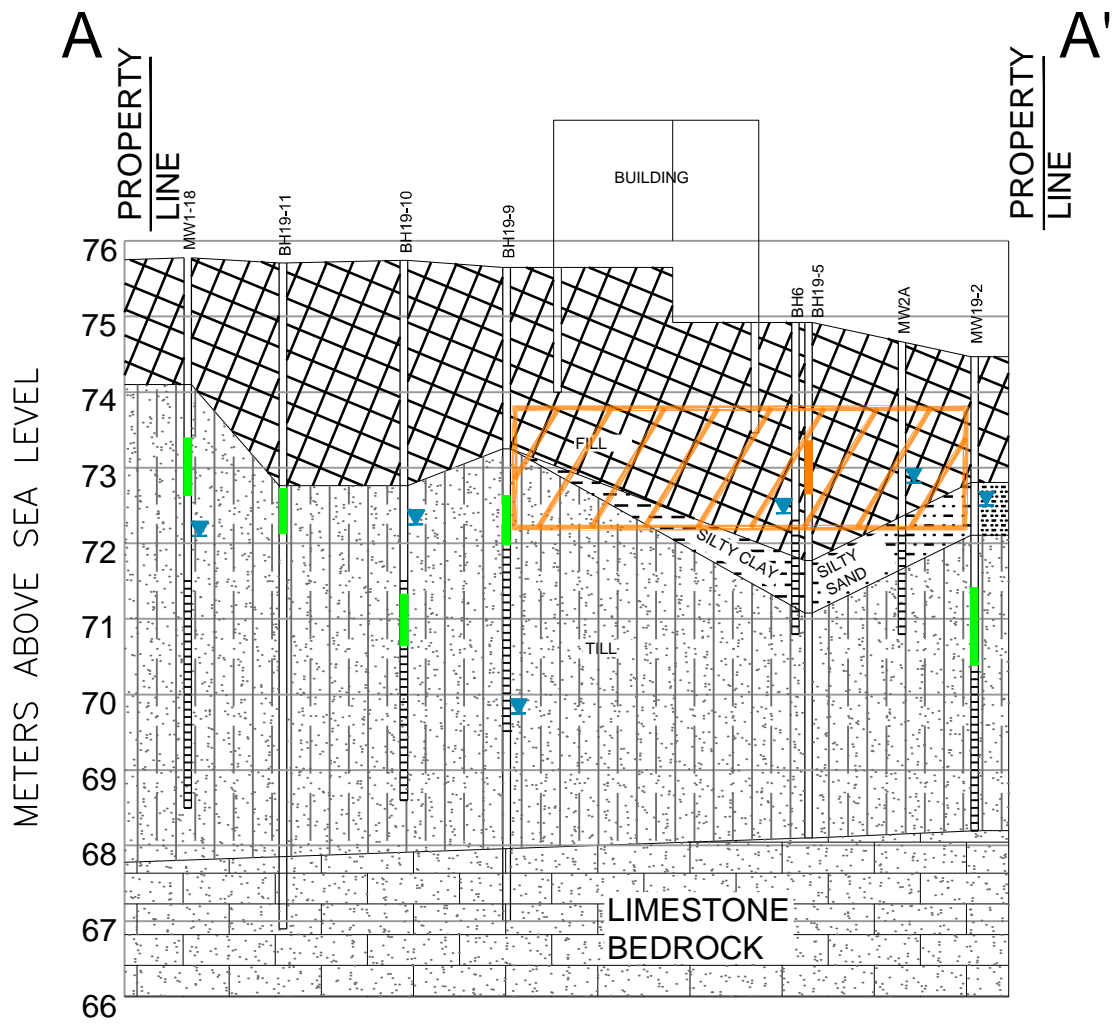 A
A'
PROPERTY
LINE
PROPERTY
LINE
BUILDING
MW1-18
BH19-11
BH19-10
BH19-9
BH6
BH19-5
MW2A
MW19-2
METERS ABOVE SEA LEVEL
76
75
74
73
72
71
70
69
68
67
66
FILL
SILTY CLAY
SILTY
SAND
TILL
LIMESTONE
BEDROCK